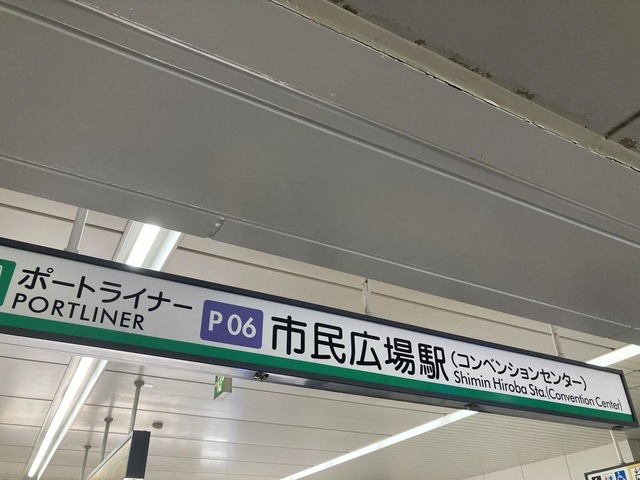 ポートライナー
PORTLINER
P06
市民広場駅
(コンベンションセンター)
Shimin Hiroba Sta.(Convention Center)